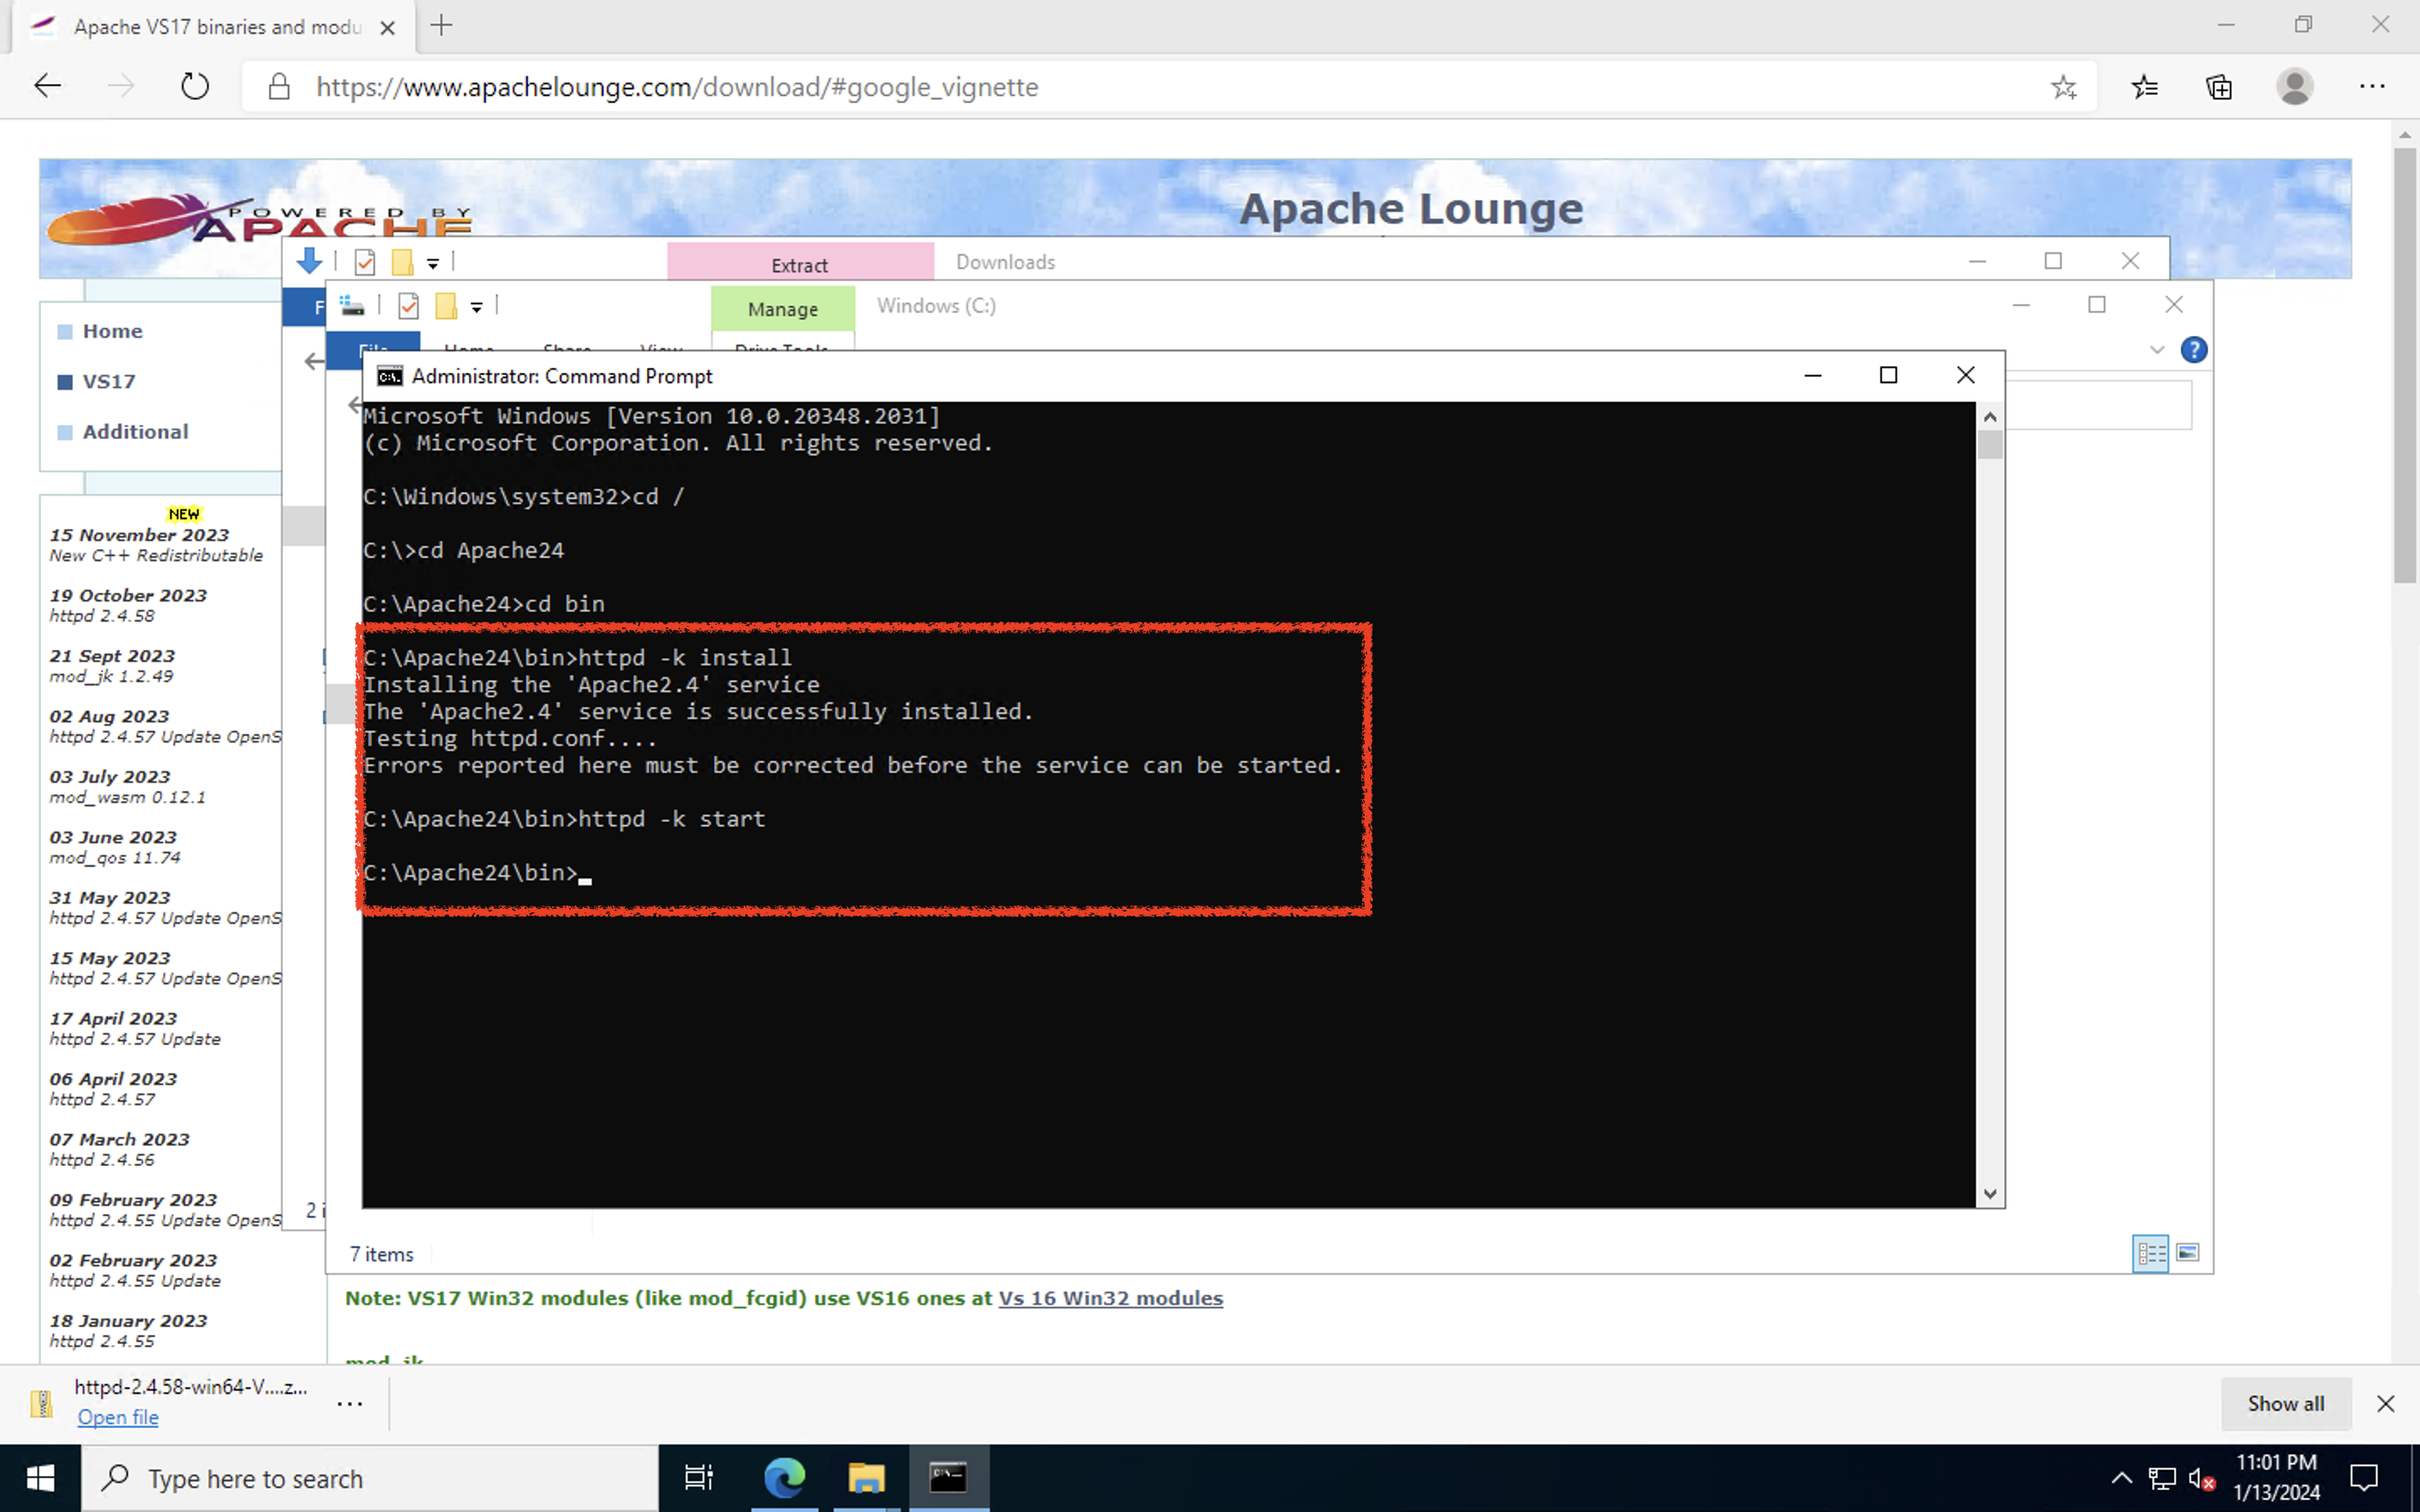 Apache VS17 binaries and modu
https://www.apachelounge.com/download/#google_vignette
POWERED BY
APACHE
Apache Lounge
Extract
Downloads
F
Manage
Windows (C:)
File
Home
Share
View
Drive Tools
Home
VS17
Additional
Administrator: Command Prompt
Microsoft Windows [Version 10.0.20348.2031]
(c) Microsoft Corporation. All rights reserved.
C:\Windows\system32>cd /
C:\>cd Apache24
C:\Apache24>cd bin
C:\Apache24\bin>httpd -k install
Installing the 'Apache2.4' service
The 'Apache2.4' service is successfully installed.
Testing httpd.conf....
Errors reported here must be corrected before the service can be started.
C:\Apache24\bin>httpd -k start
C:\Apache24\bin>
NEW
15 November 2023
New C++ Redistributable
19 October 2023
httpd 2.4.58
21 Sept 2023
mod_jk 1.2.49
02 Aug 2023
httpd 2.4.57 Update OpenS
03 July 2023
mod_wasm 0.12.1
03 June 2023
mod_qos 11.74
31 May 2023
httpd 2.4.57 Update OpenS
15 May 2023
httpd 2.4.57 Update OpenS
17 April 2023
httpd 2.4.57 Update
06 April 2023
httpd 2.4.57
07 March 2023
httpd 2.4.56
09 February 2023
httpd 2.4.55 Update OpenS
02 February 2023
httpd 2.4.55 Update
18 January 2023
httpd 2.4.55
2 i
7 items
Note: VS17 Win32 modules (like mod_fcgid) use VS16 ones at Vs 16 Win32 modules
mod_jk
httpd-2.4.58-win64-V....z...
Open file
Show all
Type here to search
11:01 PM
1/13/2024